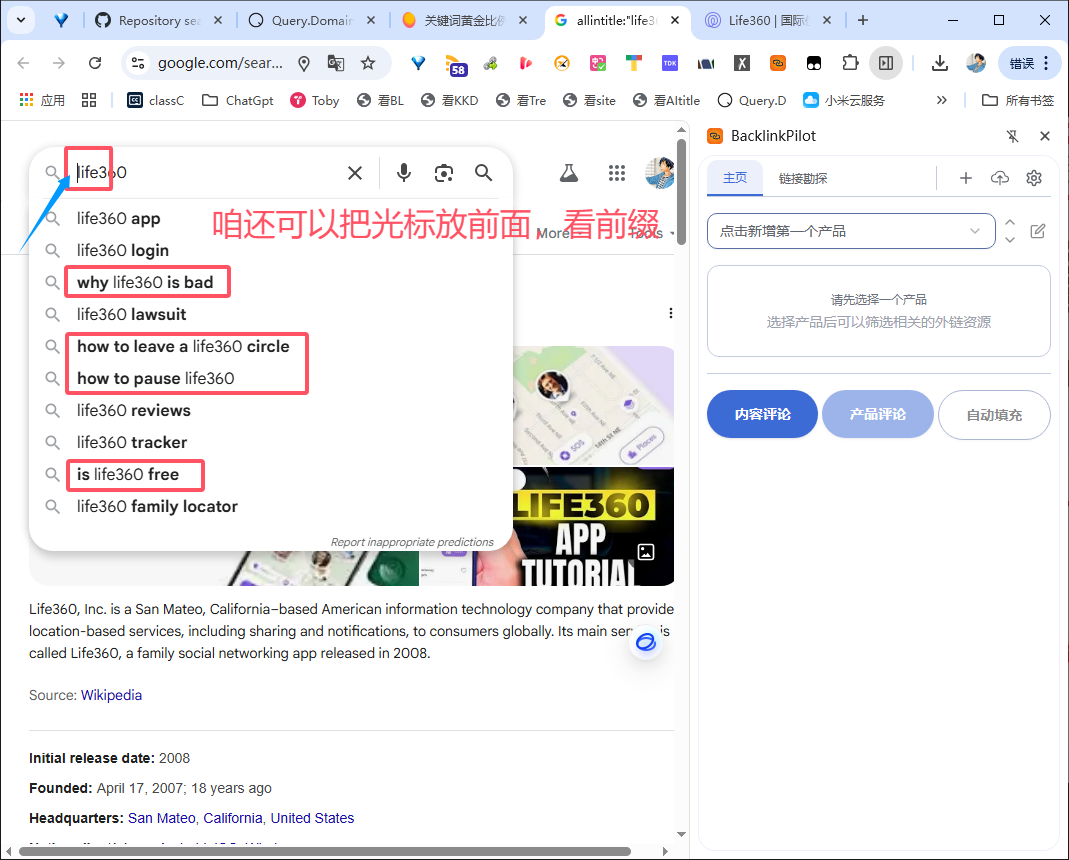 Repository sea
Query.Domain
关键词黄金比例
allintitle:"life36
Life360 | 国际
google.com/sear...
58
TDK
错误
应用
classC
ChatGpt
Toby
看BL
看KKD
看Tre
看site
看AItitle
Query.D
小米云服务
所有书签
life360
life360 app
life360 login
why life360 is bad
life360 lawsuit
how to leave a life360 circle
how to pause life360
life360 reviews
life360 tracker
is life360 free
life360 family locator
Report inappropriate predictions
咱还可以把光标放前面，看前缀
More
Tools
SOS
Places
14th St NE
LIFE360
APP
TUTORIAL
Life360, Inc. is a San Mateo, California–based American information technology company that provide
location-based services, including sharing and notifications, to consumers globally. Its main service is
called Life360, a family social networking app released in 2008.
Source: Wikipedia
Initial release date: 2008
Founded: April 17, 2007; 18 years ago
Headquarters: San Mateo, California, United States
BacklinkPilot
主页
链接勘探
点击新增第一个产品
请先选择一个产品
选择产品后可以筛选相关的外链资源
内容评论
产品评论
自动填充